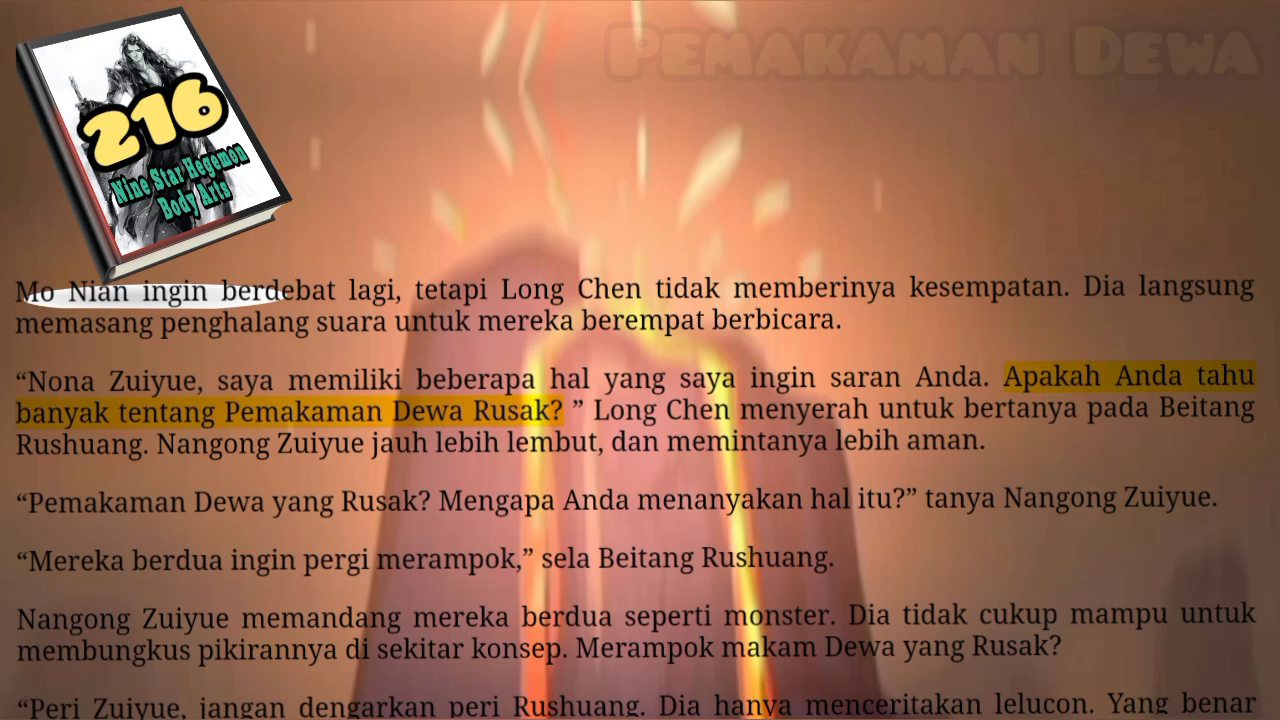 Pemakaman Dewa
216
Nine Star Hegemon
Body Arts
Mo Nian ingin berdebat lagi, tetapi Long Chen tidak memberinya kesempatan. Dia langsung
memasang penghalang suara untuk mereka berempat berbicara.
“Nona Zuiyue, saya memiliki beberapa hal yang saya ingin saran Anda. Apakah Anda tahu
banyak tentang Pemakaman Dewa Rusak? ” Long Chen menyerah untuk bertanya pada Beitang
Rushuang. Nangong Zuiyue jauh lebih lembut, dan memintanya lebih aman.
“Pemakaman Dewa yang Rusak? Mengapa Anda menanyakan hal itu?” tanya Nangong Zuiyue.
“Mereka berdua ingin pergi merampok,” sela Beitang Rushuang.
Nangong Zuiyue memandang mereka berdua seperti monster. Dia tidak cukup mampu untuk
membungkus pikirannya di sekitar konsep. Merampok makam Dewa yang Rusak?
“Peri Zuiyue, jangan dengarkan peri Rushuang. Dia hanya menceritakan lelucon. Yang benar